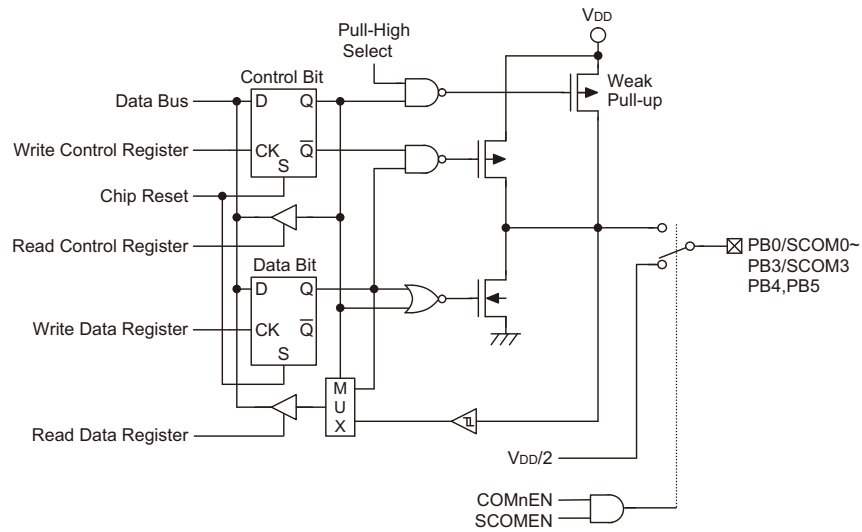 VDD
Pull-High
Select
Control Bit
Weak
Pull-up
Data Bus
D
Q
Write Control Register
CK
Q
S
Chip Reset
Read Control Register
PB0/SCOM0~
PB3/SCOM3
PB4,PB5
Data Bit
D
Q
Write Data Register
CK
Q
S
M
U
X
Read Data Register
VDD/2
COMnEN
SCOMEN